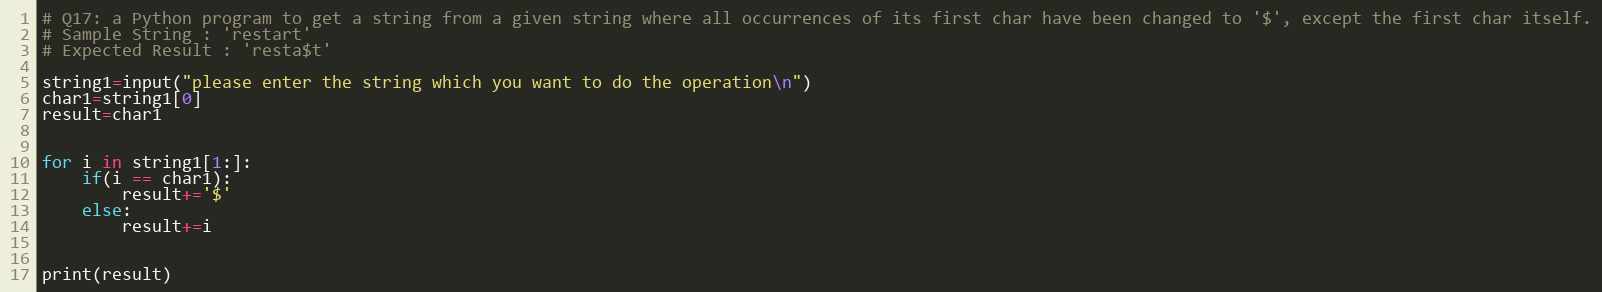 1 # Q17: a Python program to get a string from a given string where all occurrences of its first char have been changed to '$', except the first char itself.
2 # Sample String : 'restart'
3 # Expected Result : 'resta$t'
4
5 string1=input("please enter the string which you want to do the operation\n")
6 char1=string1[0]
7 result=char1
8
9
10 for i in string1[1:]:
11     if(i == char1):
12         result+='$'
13     else:
14         result+=i
15
16
17 print(result)